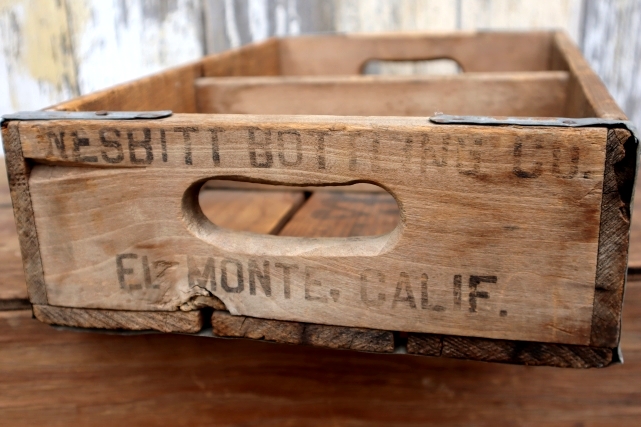 NESBITT BOTTLING CO.
EL MONTE, CALIF.